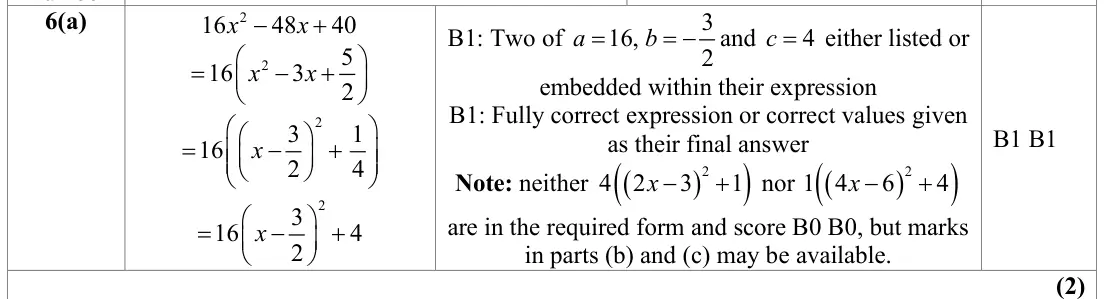 6(a)
16x² − 48x + 40
= 16(x² − 3x + 5/2)
= 16((x − 3/2)² + 1/4)
= 16(x − 3/2)² + 4
B1: Two of a = 16, b = −3/2 and c = 4 either listed or
embedded within their expression
B1: Fully correct expression or correct values given
as their final answer
Note: neither 4((2x − 3)² + 1) nor 1((4x − 6)² + 4)
are in the required form and score B0 B0, but marks
in parts (b) and (c) may be available.
B1 B1
(2)